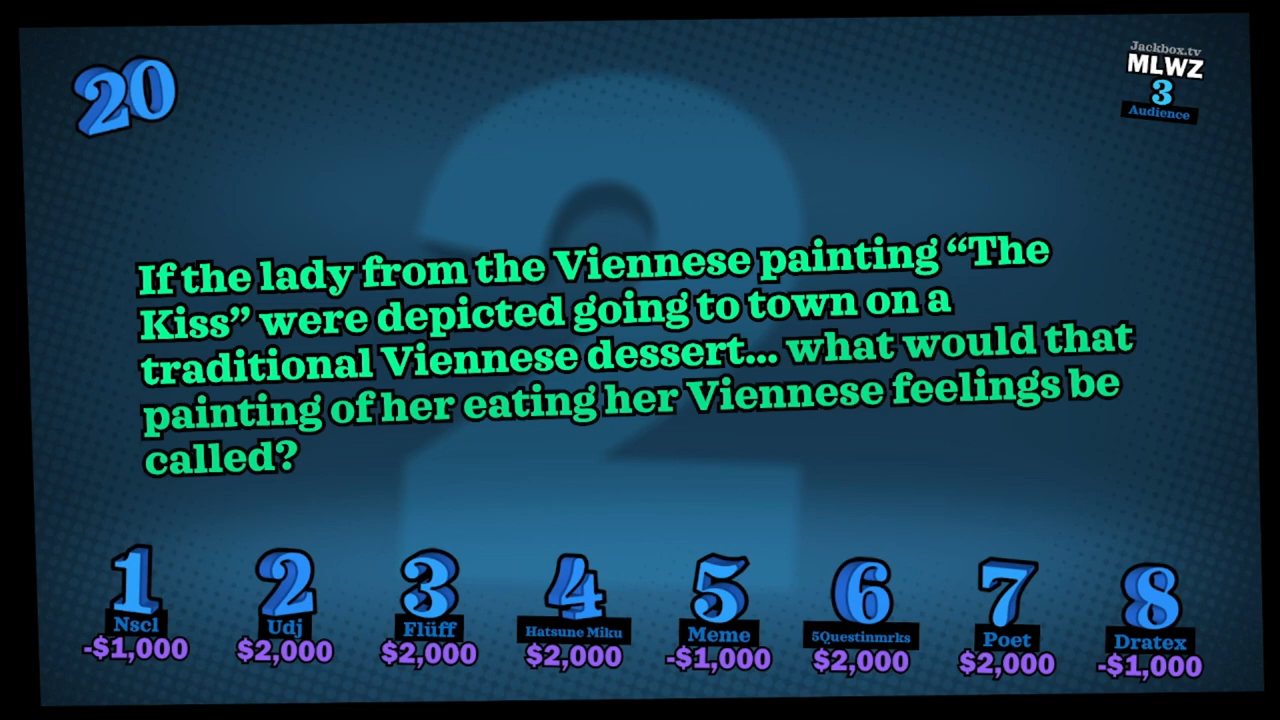 20
Jackbox.tv
MLWZ
3
Audience
If the lady from the Viennese painting “The
Kiss” were depicted going to town on a
traditional Viennese dessert... what would that
painting of her eating her Viennese feelings be
called?
1 2 3 4 5 6 7 8
Nscl Udj Flüff Hatsune Miku Meme 5Questinmrks Poet Dratex
-$1,000 $2,000 $2,000 $2,000 -$1,000 $2,000 $2,000 -$1,000